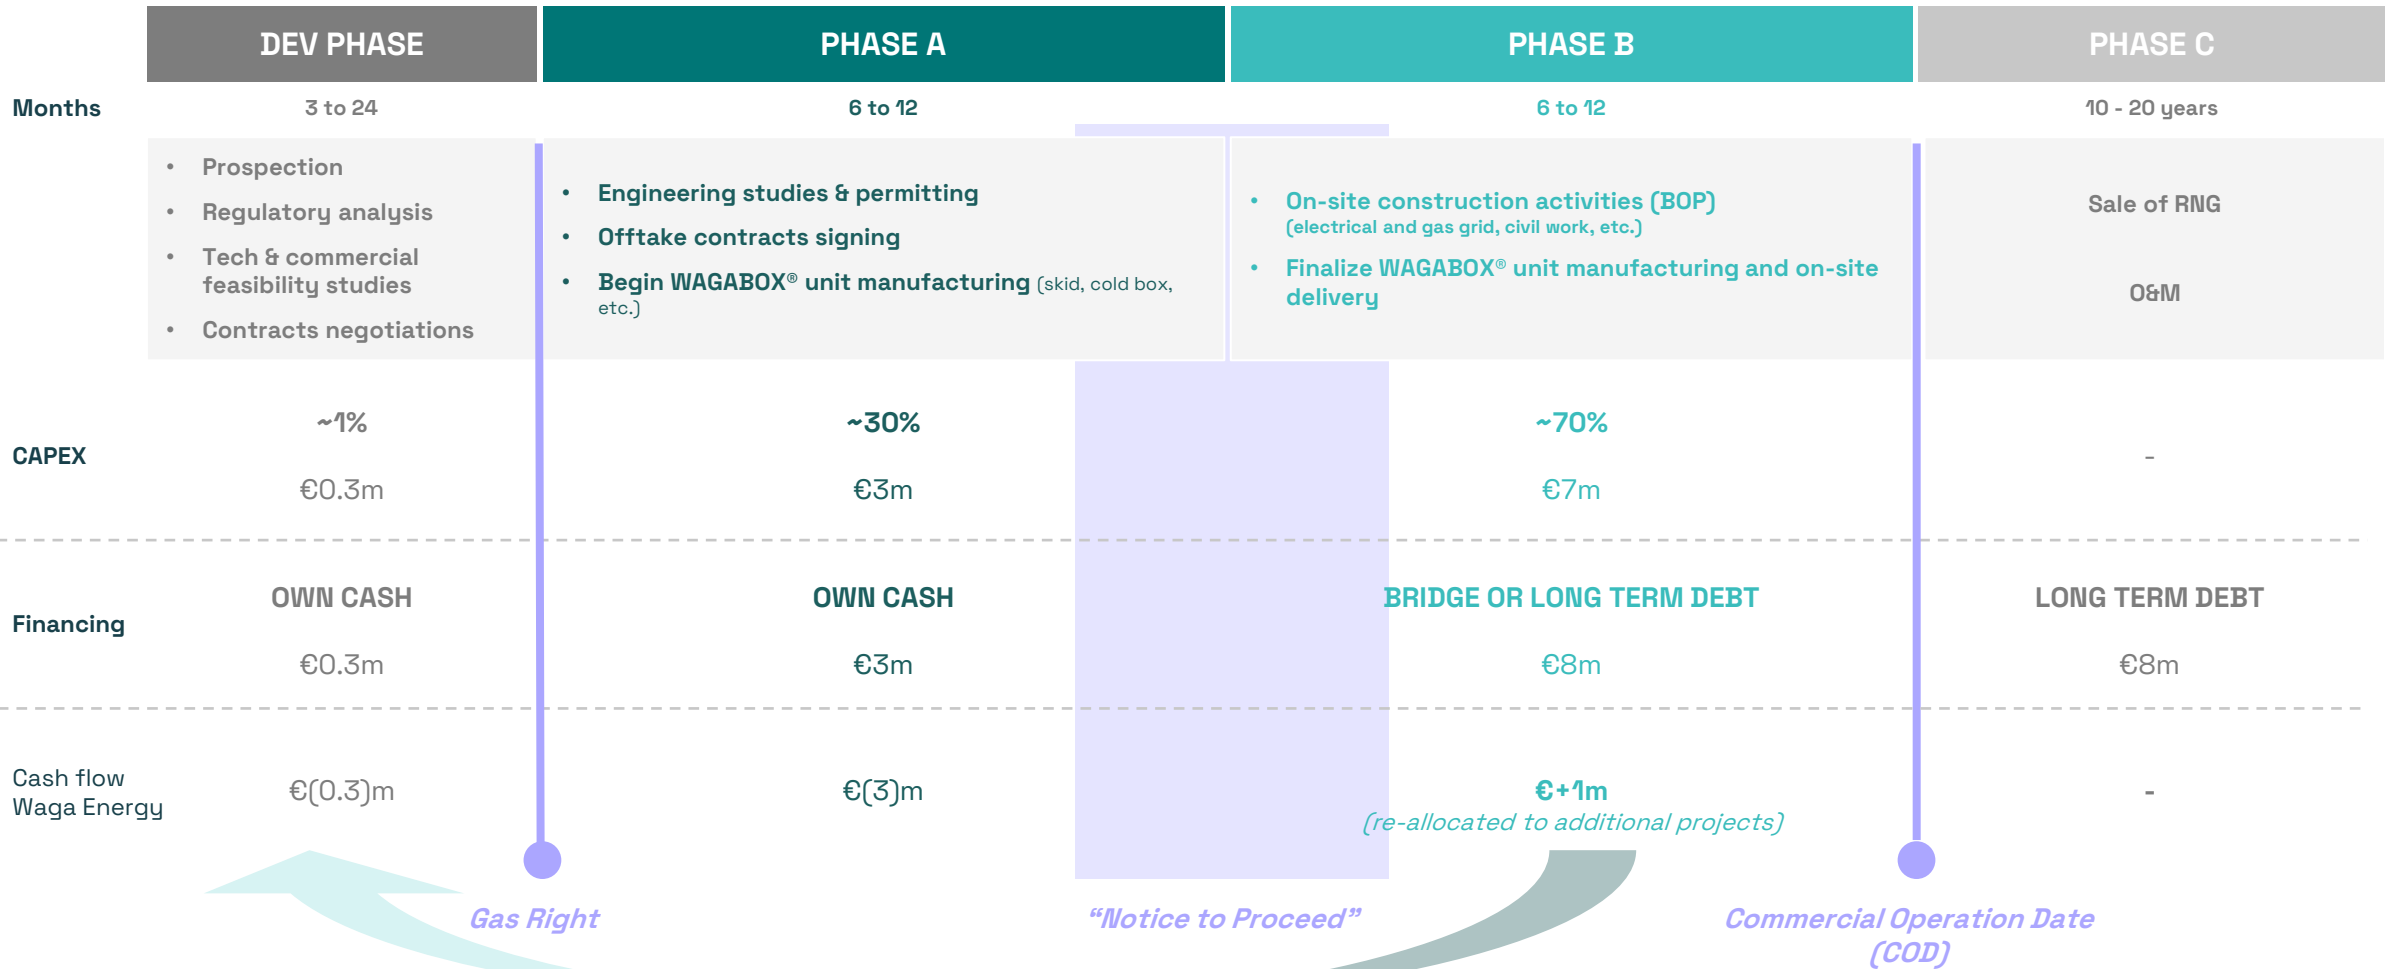 DEV PHASE
PHASE A
PHASE B
PHASE C
Months
3 to 24
6 to 12
6 to 12
10 - 20 years
• Prospection
• Regulatory analysis
• Tech & commercial
feasibility studies
• Contracts negotiations
• Engineering studies & permitting
• Offtake contracts signing
• Begin WAGABOX® unit manufacturing (skid, cold box,
etc.)
• On-site construction activities (BOP)
(electrical and gas grid, civil work, etc.)
• Finalize WAGABOX® unit manufacturing and on-site
delivery
Sale of RNG
O&M
CAPEX
~1%
€0.3m
~30%
€3m
~70%
€7m
-
Financing
OWN CASH
€0.3m
OWN CASH
€3m
BRIDGE OR LONG TERM DEBT
€8m
LONG TERM DEBT
€8m
Cash flow
Waga Energy
€(0.3)m
€(3)m
€+1m
(re-allocated to additional projects)
-
Gas Right
“Notice to Proceed”
Commercial Operation Date
(COD)